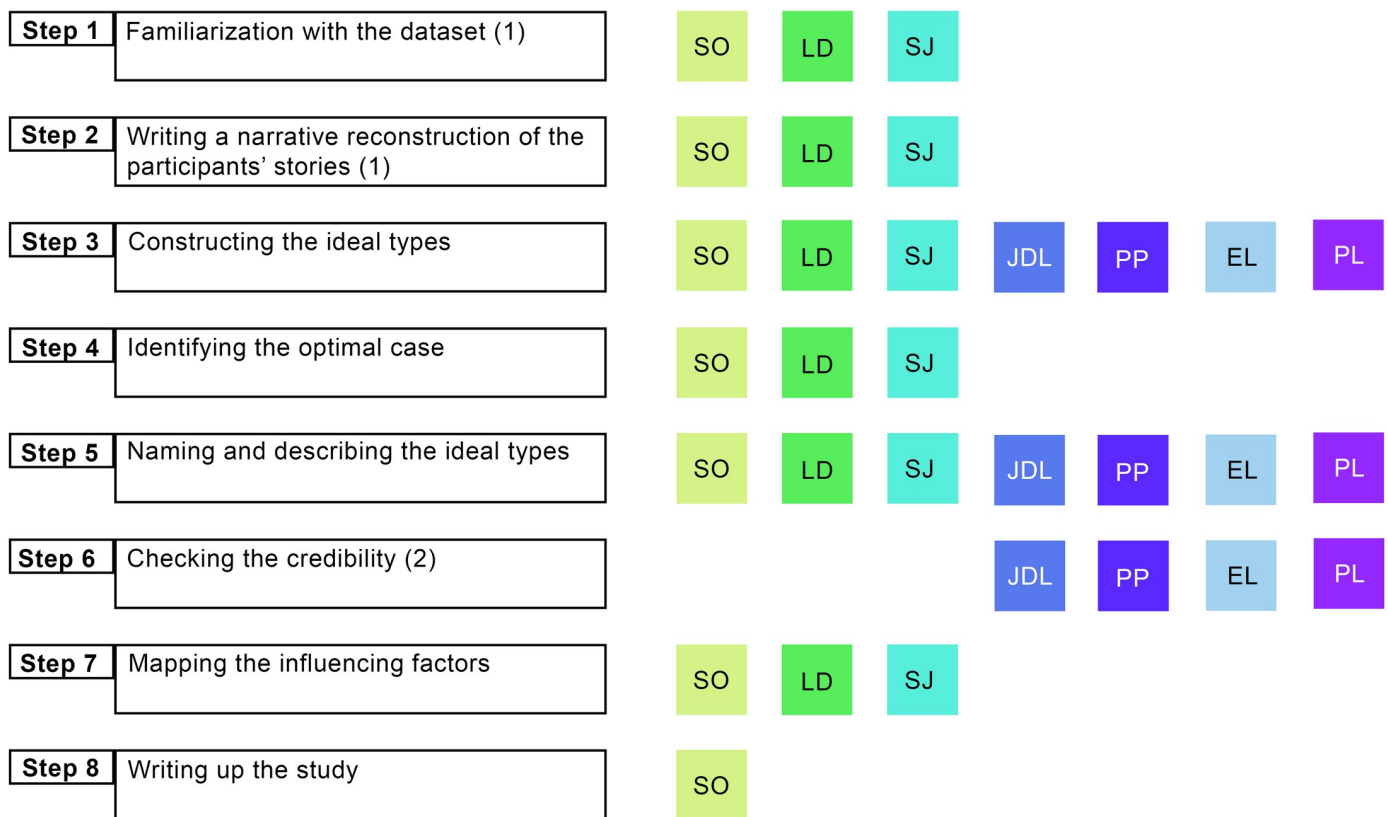 Step 1 Familiarization with the dataset (1) SO LD SJ
Step 2 Writing a narrative reconstruction of the
participants’ stories (1) SO LD SJ
Step 3 Constructing the ideal types SO LD SJ JDL PP EL PL
Step 4 Identifying the optimal case SO LD SJ
Step 5 Naming and describing the ideal types SO LD SJ JDL PP EL PL
Step 6 Checking the credibility (2) JDL PP EL PL
Step 7 Mapping the influencing factors SO LD SJ
Step 8 Writing up the study SO